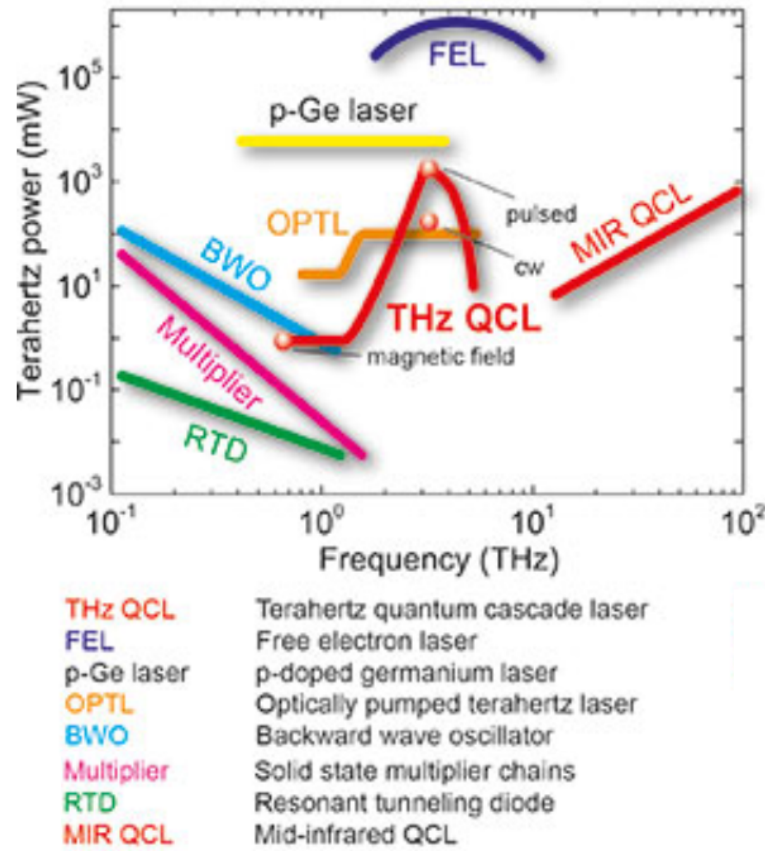 10^5
10^3
10^1
10^-1
10^-3
Terahertz power (mW)
FEL
p-Ge laser
pulsed
OPTL
cw
MIR QCL
BWO
THz QCL
magnetic field
Multiplier
RTD
10^-1 10^0 10^1 10^2
Frequency (THz)
THz QCL Terahertz quantum cascade laser
FEL Free electron laser
p-Ge laser p-doped germanium laser
OPTL Optically pumped terahertz laser
BWO Backward wave oscillator
Multiplier Solid state multiplier chains
RTD Resonant tunneling diode
MIR QCL Mid-infrared QCL